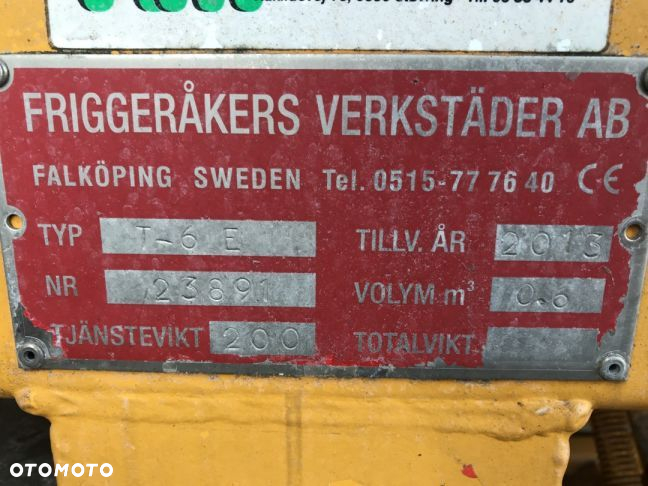 FRIGGERÅKERS VERKSTÄDER AB
FALKÖPING SWEDEN Tel. 0515-77 76 40 CE
TYP T-6 E TILLV. ÅR 2013
NR 23891 VOLYM m³ 0.6
TJÄNSTEVIKT 200 TOTALVIKT
OTOMOTO